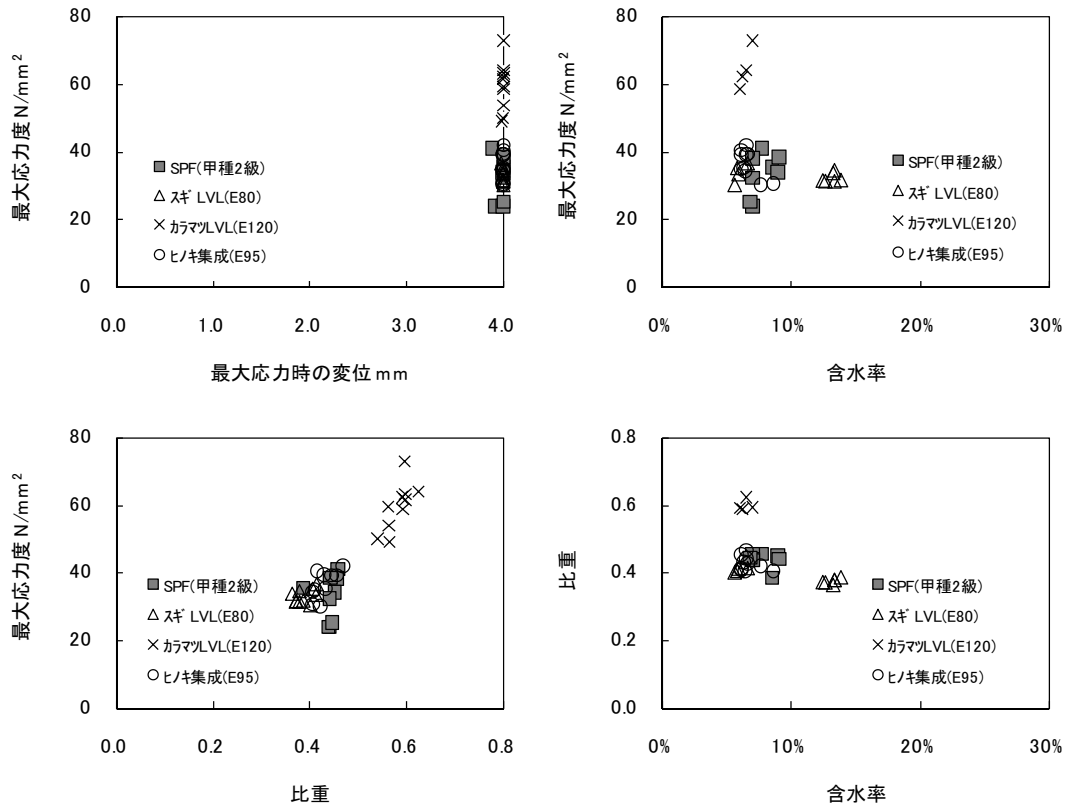 80
60
40
20
0
最大応力度 N/mm²
SPF(甲種2級)
スギ LVL(E80)
カラマツLVL(E120)
ヒノキ集成(E95)
0.0 1.0 2.0 3.0 4.0
最大応力時の変位 mm
80
60
40
20
0
最大応力度 N/mm²
SPF(甲種2級)
スギ LVL(E80)
カラマツLVL(E120)
ヒノキ集成(E95)
0% 10% 20% 30%
含水率
80
60
40
20
0
最大応力度 N/mm²
SPF(甲種2級)
スギ LVL(E80)
カラマツLVL(E120)
ヒノキ集成(E95)
0.0 0.2 0.4 0.6 0.8
比重
0.8
0.6
0.4
0.2
0.0
比重
SPF(甲種2級)
スギ LVL(E80)
カラマツLVL(E120)
ヒノキ集成(E95)
0% 10% 20% 30%
含水率